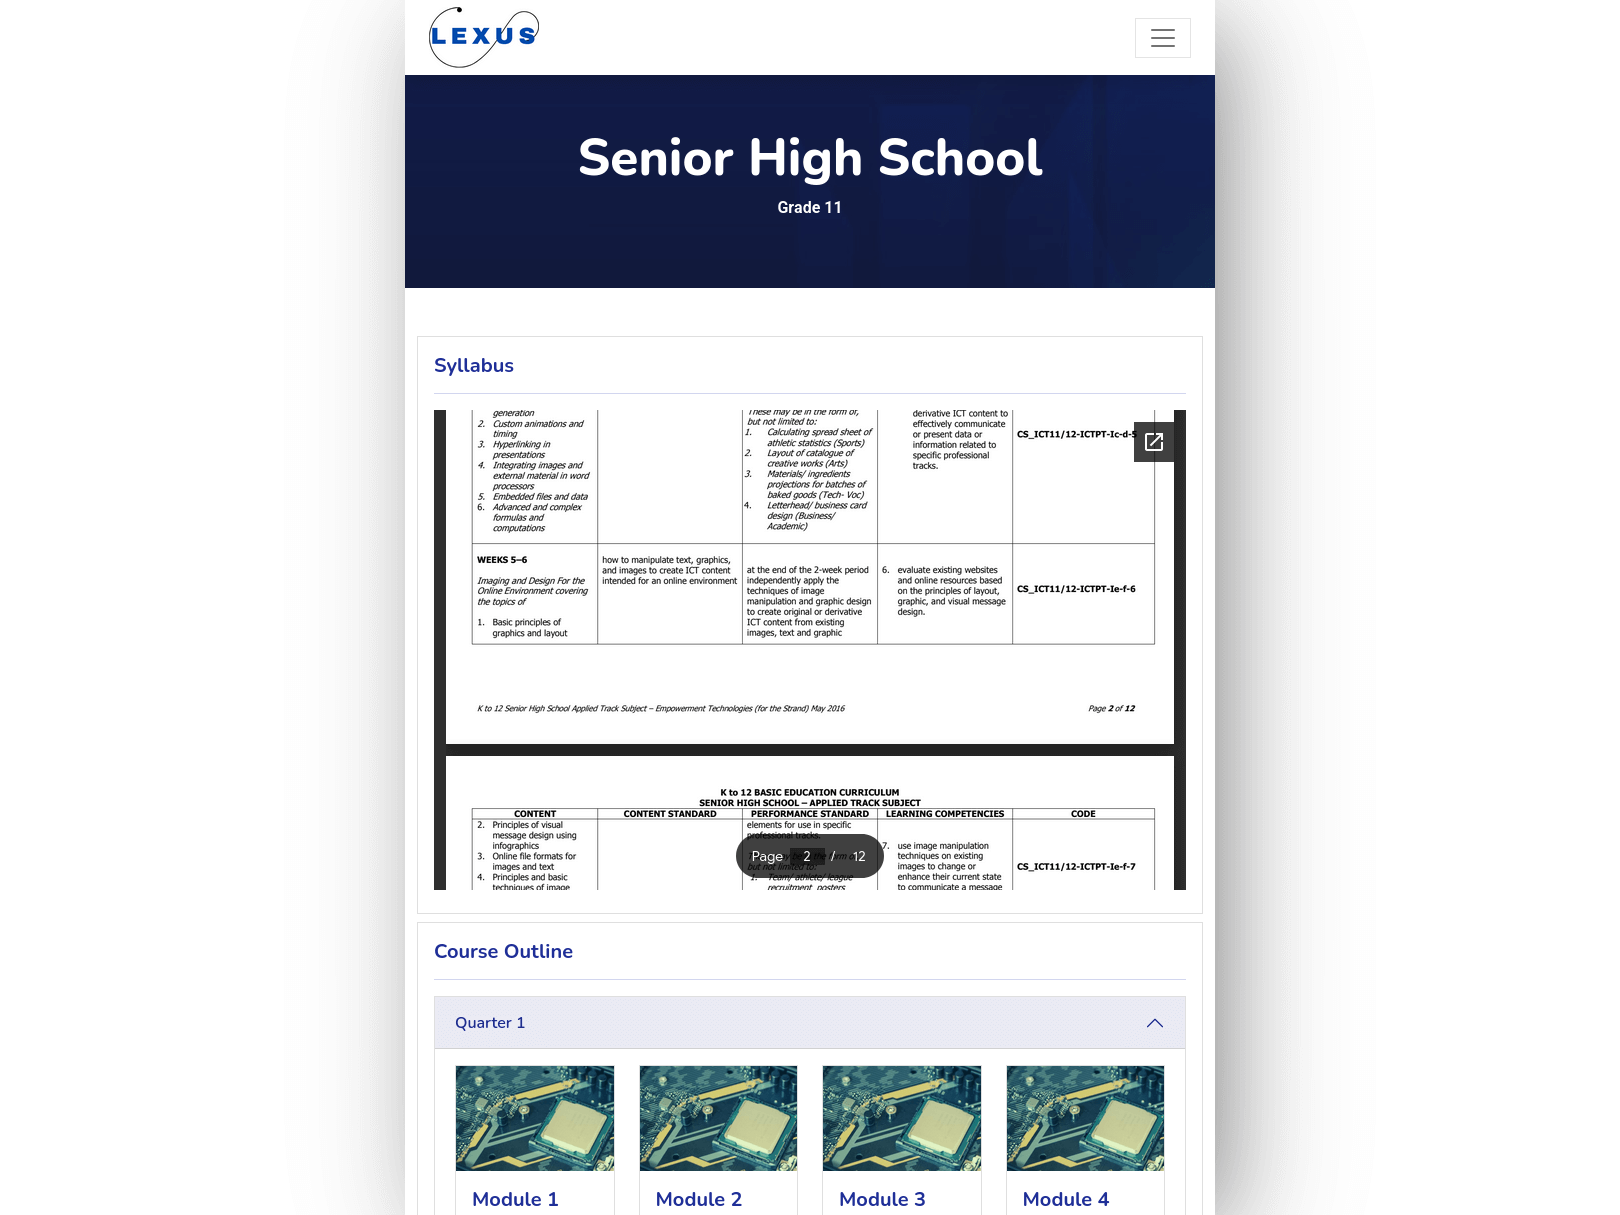 LEXUS
Senior High School
Grade 11
Syllabus
generation
2. Custom animations and
timing
3. Hyperlinking in
presentations
4. Integrating images and
external material in word
processors
5. Embedded files and data
6. Advanced and complex
formulas and
computations
These may be in the form of,
but not limited to:
1. Calculating spread sheet of
athletic statistics (Sports)
2. Layout of catalogue of
creative works (Arts)
3. Materials/ ingredients
projections for batches of
baked goods (Tech- Voc)
4. Letterhead/ business card
design (Business/
Academic)
derivative ICT content to
effectively communicate
or present data or
information related to
specific professional
tracks.
CS_ICT11/12-ICTPT-Ic-d-5
WEEKS 5–6
Imaging and Design For the
Online Environment covering
the topics of
1. Basic principles of
graphics and layout
how to manipulate text, graphics,
and images to create ICT content
intended for an online environment
at the end of the 2-week period
independently apply the
techniques of image
manipulation and graphic design
to create original or derivative
ICT content from existing
images, text and graphic
6. evaluate existing websites
and online resources based
on the principles of layout,
graphic, and visual message
design.
CS_ICT11/12-ICTPT-Ie-f-6
K to 12 Senior High School Applied Track Subject – Empowerment Technologies (for the Strand) May 2016
Page 2 of 12
K to 12 BASIC EDUCATION CURRICULUM
SENIOR HIGH SCHOOL – APPLIED TRACK SUBJECT
CONTENT CONTENT STANDARD PERFORMANCE STANDARD LEARNING COMPETENCIES CODE
2. Principles of visual
message design using
infographics
3. Online file formats for
images and text
4. Principles and basic
techniques of image
elements for use in specific
professional tracks.
but not limited to:
1. Team/ athlete/ league
recruitment posters
7. use image manipulation
techniques on existing
images to change or
enhance their current state
to communicate a message
CS_ICT11/12-ICTPT-Ie-f-7
Page 2 / 12
Course Outline
Quarter 1
Module 1
Module 2
Module 3
Module 4